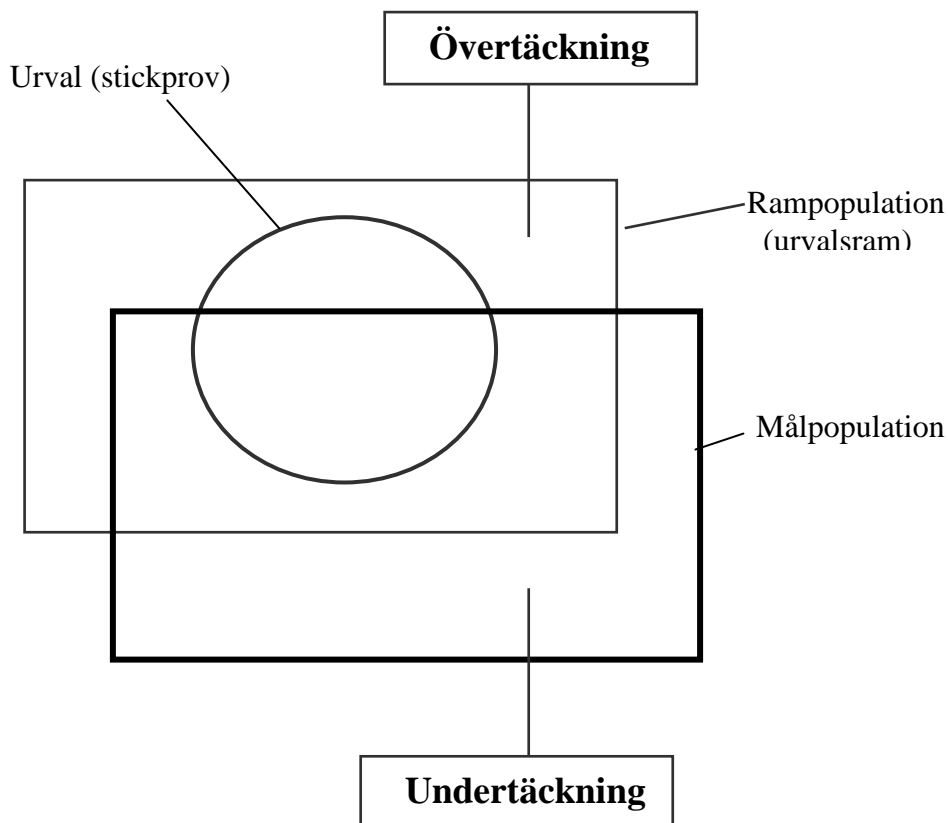 Övertäckning
Urval (stickprov)
Rampopulation
(urvalsram)
Målpopulation
Undertäckning